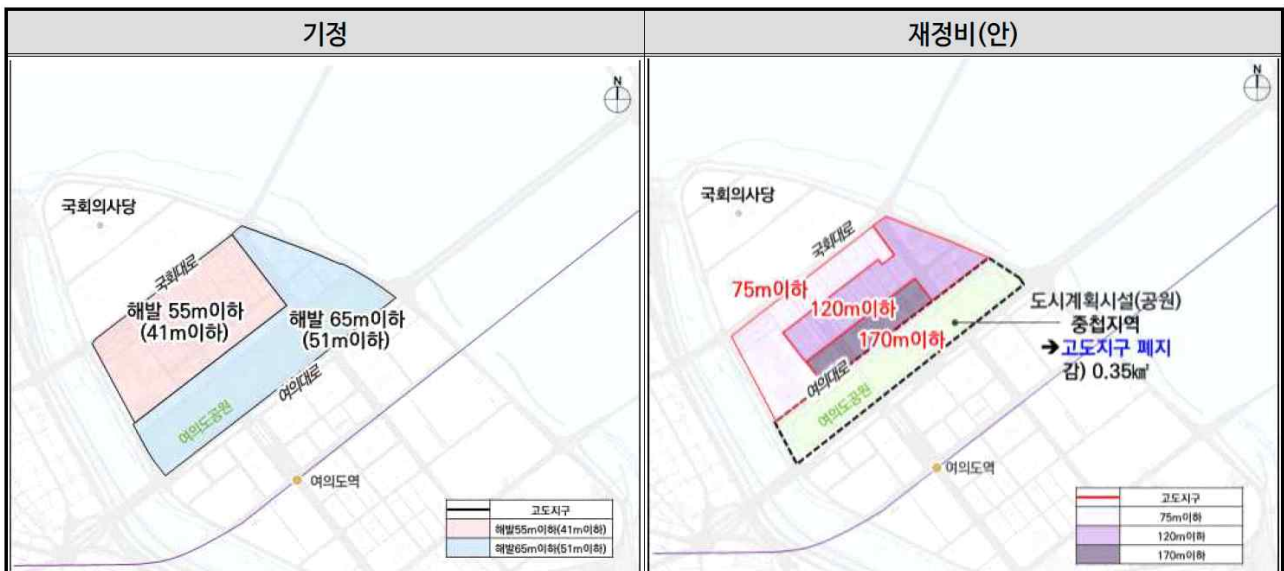 기정
재정비(안)
N
국회의사당
국회대로
해발 55m이하
(41m이하)
해발 65m이하
(51m이하)
여의대로
여의도공원
여의도역
고도지구
해발55m이하(41m이하)
해발65m이하(51m이하)
N
국회의사당
국회대로
75m이하
120m이하
170m이하
도시계획시설(공원)
중첩지역
➔고도지구 폐지
감) 0.35㎢
여의대로
여의도공원
여의도역
고도지구
75m이하
120m이하
170m이하